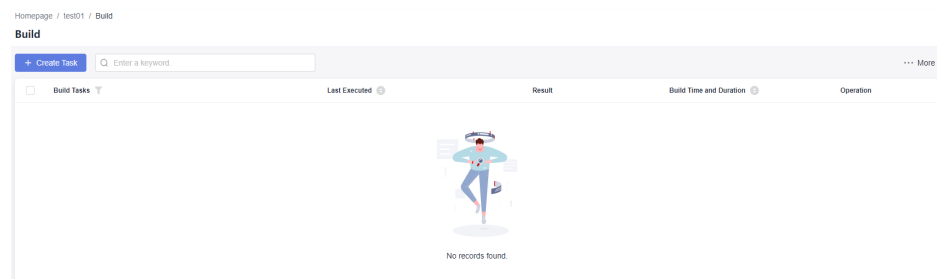 Homepage / test01 / Build
Build
+ Create Task Enter a keyword. ··· More
Build Tasks Last Executed Result Build Time and Duration Operation
No records found.